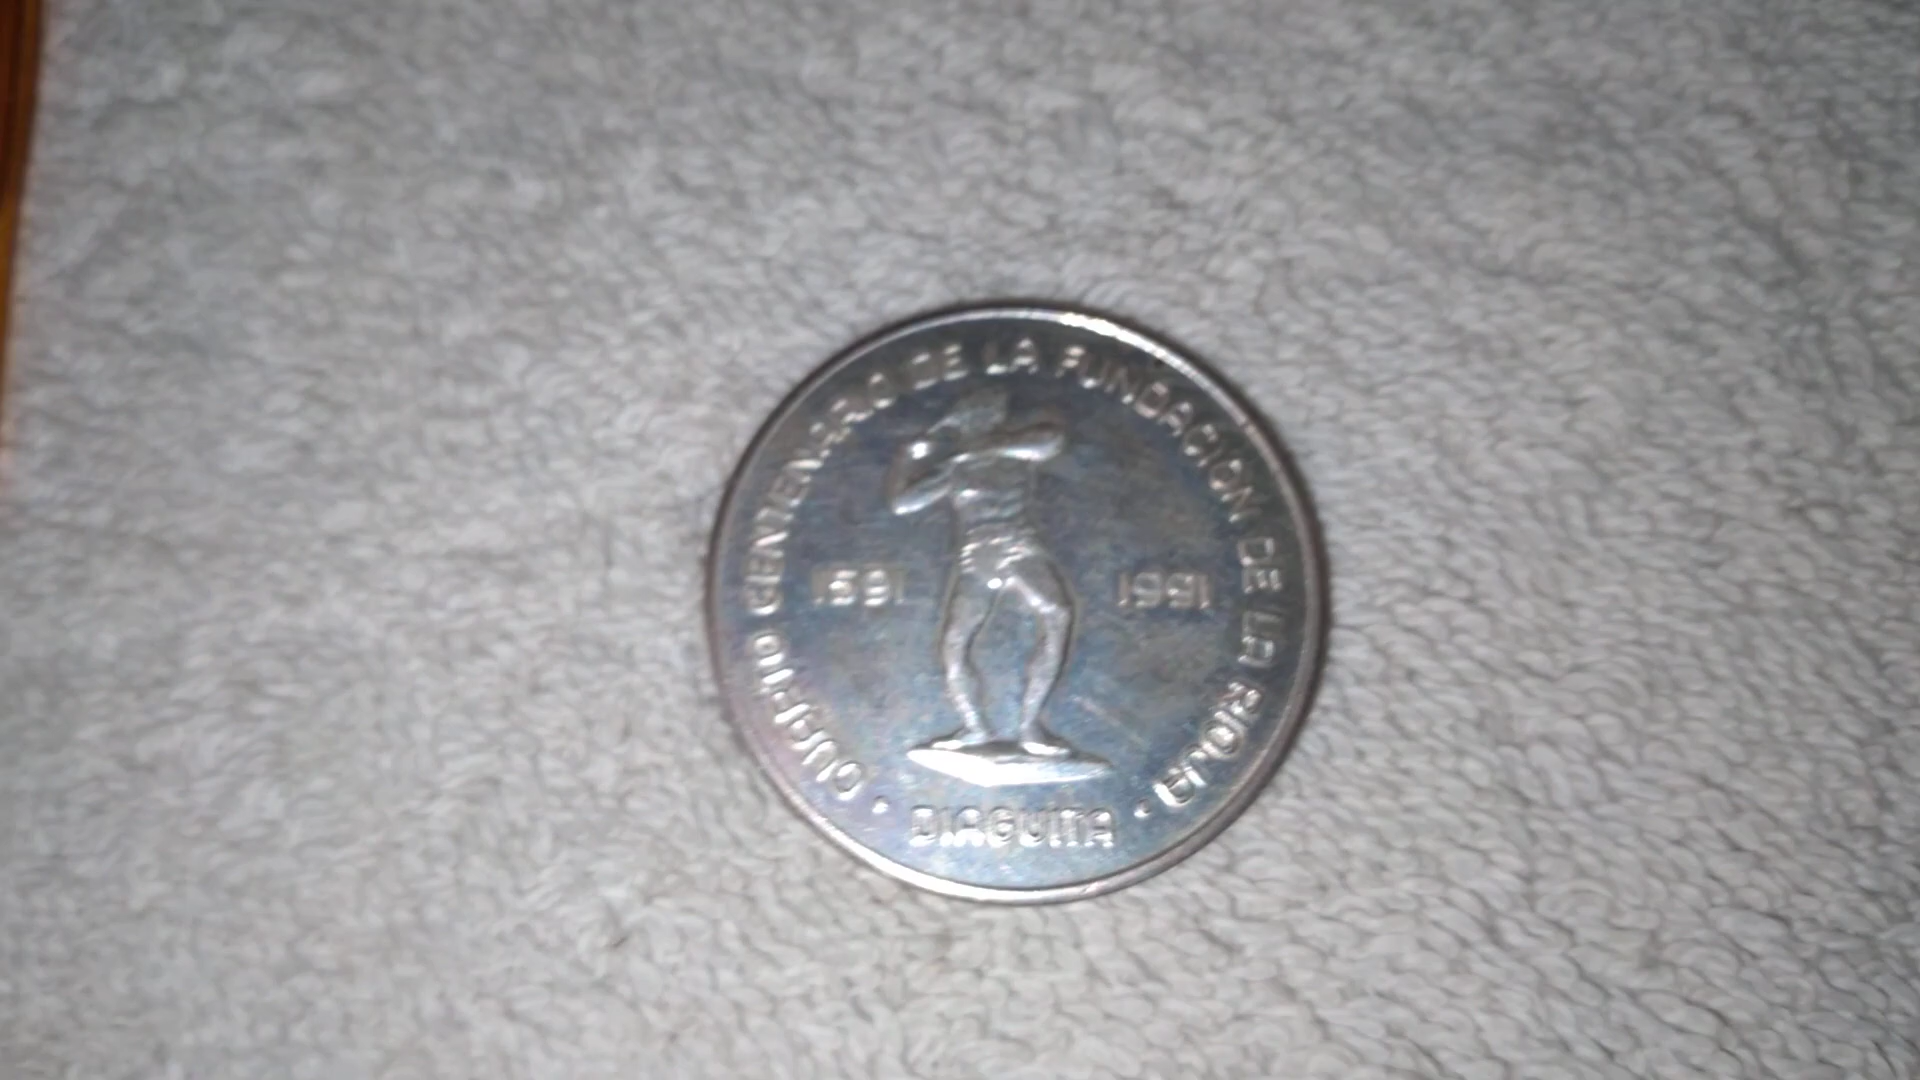 CUARTO CENTENARIO DE LA FUNDACION DE LA RIOJA
1591
1991
DIAGUITA